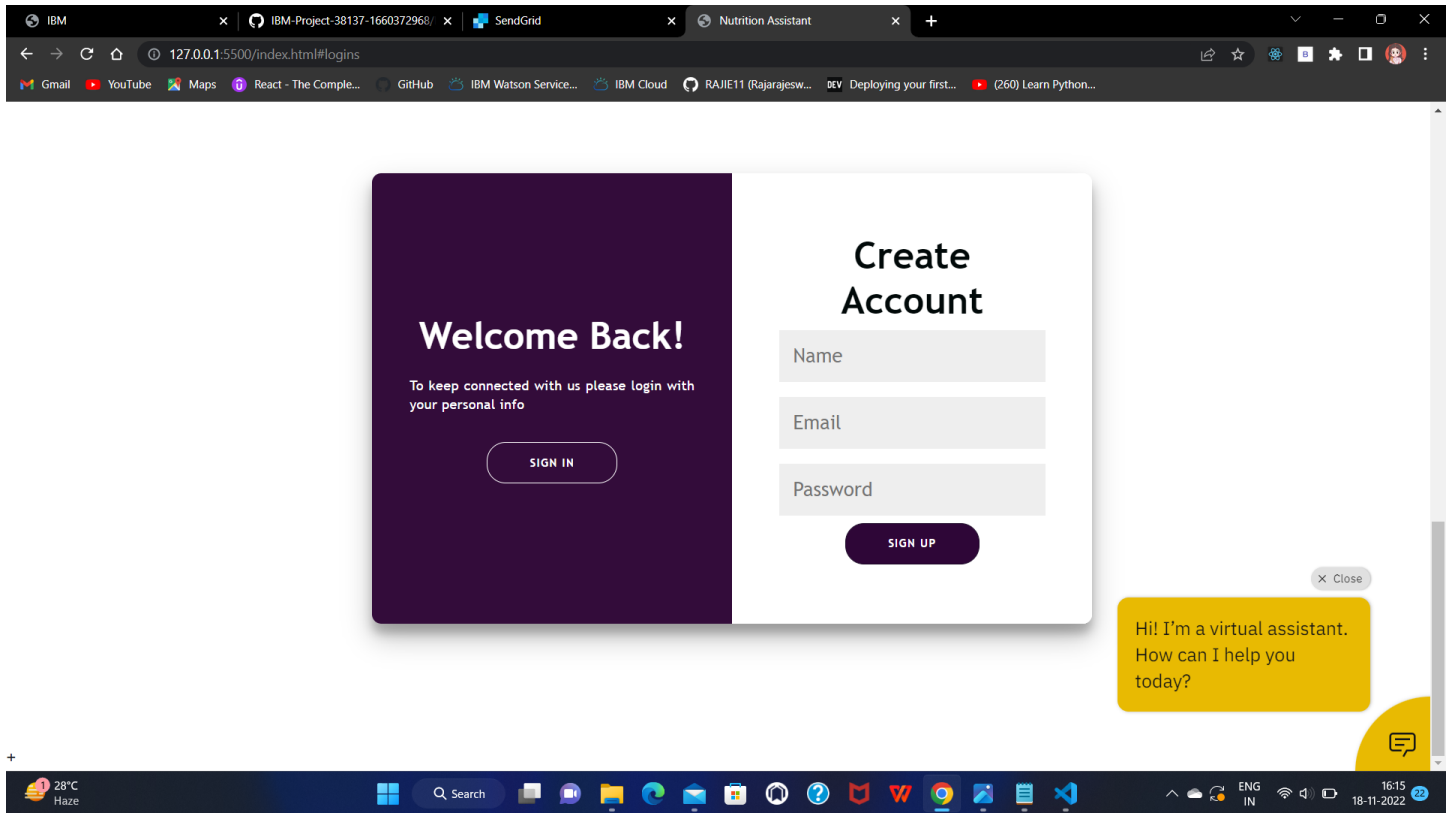 IBM
IBM-Project-38137-1660372968/
SendGrid
Nutrition Assistant
127.0.0.1:5500/index.html#logins
Gmail
YouTube
Maps
React - The Comple...
GitHub
IBM Watson Service...
IBM Cloud
RAJIE11 (Rajarajesw...
DEV
Deploying your first...
(260) Learn Python...
Welcome Back!
To keep connected with us please login with
your personal info
SIGN IN
Create
Account
Name
Email
Password
SIGN UP
× Close
Hi! I'm a virtual assistant.
How can I help you
today?
+
1
28°C
Haze
Search
ENG
IN
16:15
18-11-2022
22